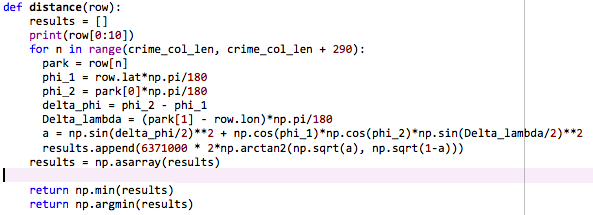 def distance(row):
    results = []
    print(row[0:10])
    for n in range(crime_col_len, crime_col_len + 290):
      park = row[n]
      phi_1 = row.lat*np.pi/180
      phi_2 = park[0]*np.pi/180
      delta_phi = phi_2 - phi_1
      Delta_lambda = (park[1] - row.lon)*np.pi/180
      a = np.sin(delta_phi/2)**2 + np.cos(phi_1)*np.cos(phi_2)*np.sin(Delta_lambda/2)**2
      results.append(6371000 * 2*np.arctan2(np.sqrt(a), np.sqrt(1-a)))
    results = np.asarray(results)
    return np.min(results)
    return np.argmin(results)